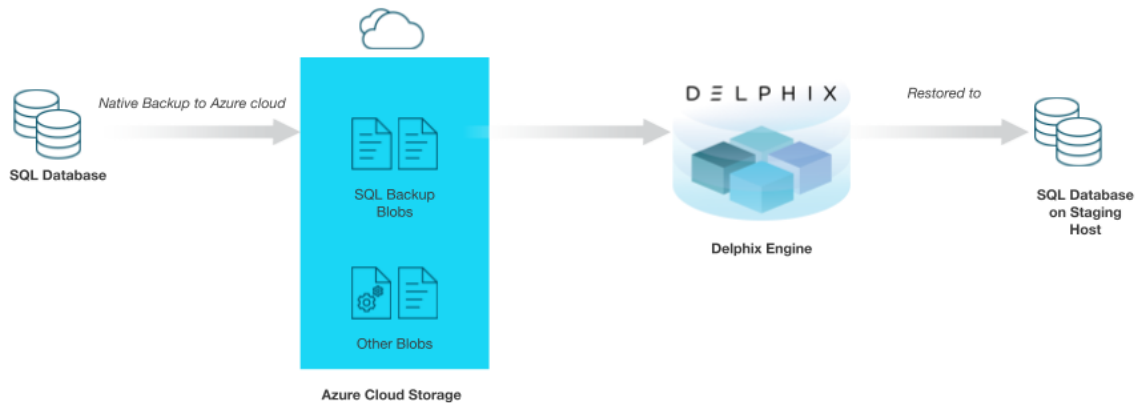 Native Backup to Azure cloud
SQL Database
SQL Backup
Blobs
Other Blobs
Azure Cloud Storage
DELPHIX
Delphix Engine
Restored to
SQL Database
on Staging
Host